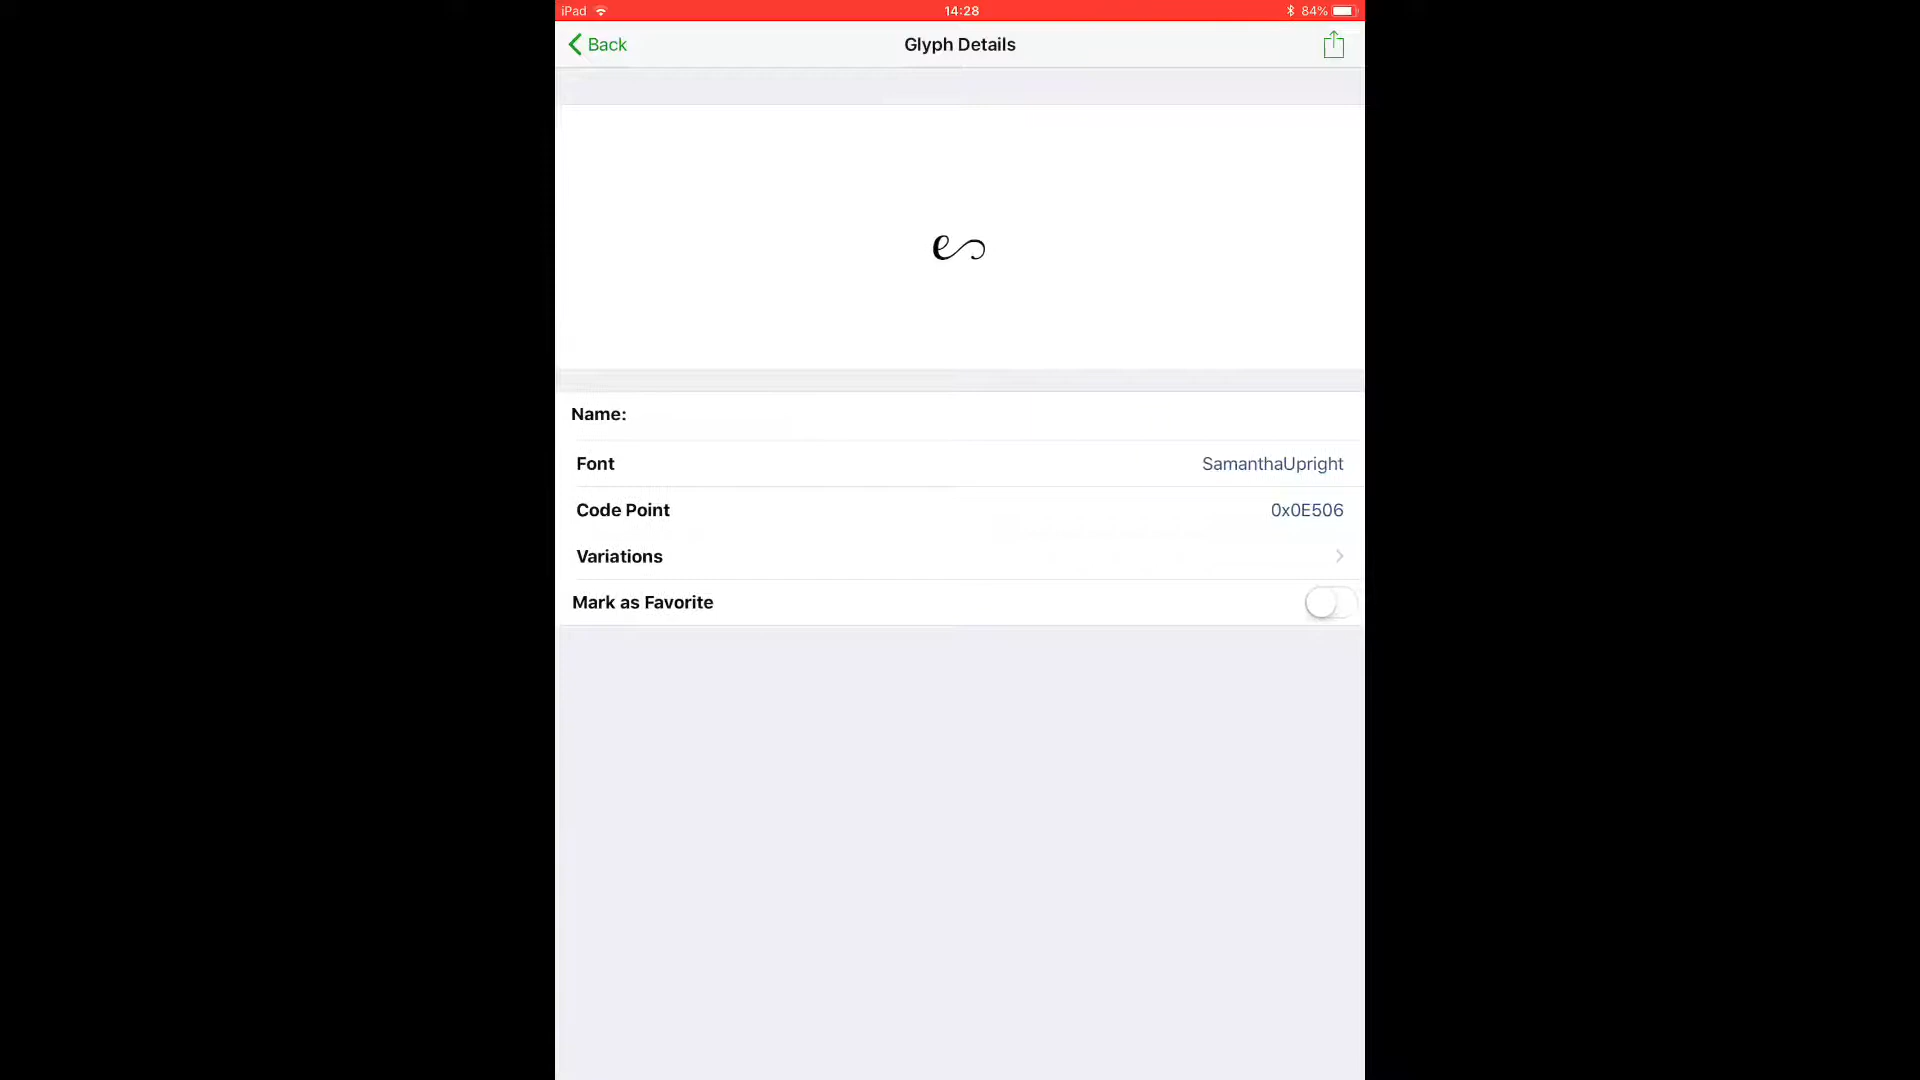 iPad 14:28 84%
Back Glyph Details
e
Name:
Font SamanthaUpright
Code Point 0x0E506
Variations
Mark as Favorite